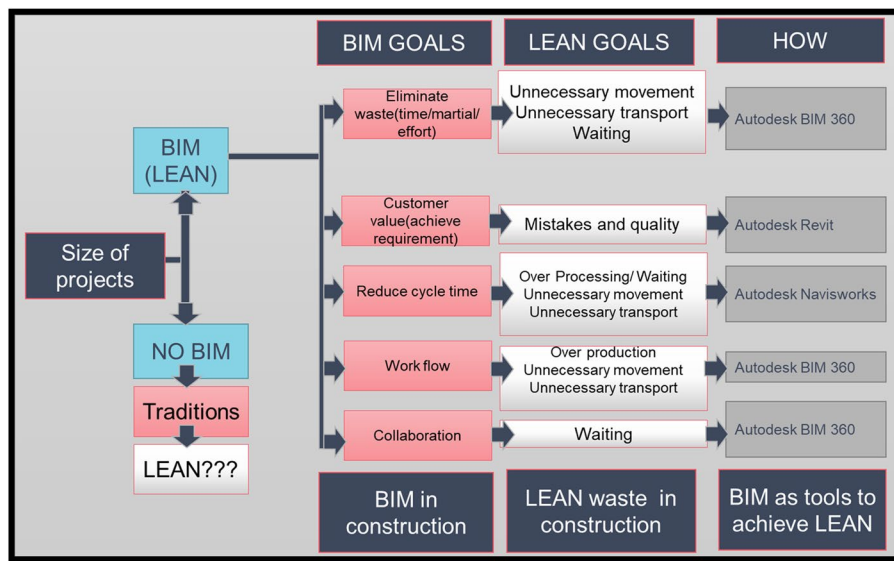 BIM GOALS
LEAN GOALS
HOW
BIM
(LEAN)
Size of
projects
NO BIM
Traditions
LEAN???
Eliminate
waste(time/martial/
effort)
Unnecessary movement
Unnecessary transport
Waiting
Autodesk BIM 360
Customer
value(achieve
requirement)
Mistakes and quality
Autodesk Revit
Reduce cycle time
Over Processing/ Waiting
Unnecessary movement
Unnecessary transport
Autodesk Navisworks
Work flow
Over production
Unnecessary movement
Unnecessary transport
Autodesk BIM 360
Collaboration
Waiting
Autodesk BIM 360
BIM in
construction
LEAN waste in
construction
BIM as tools to
achieve LEAN